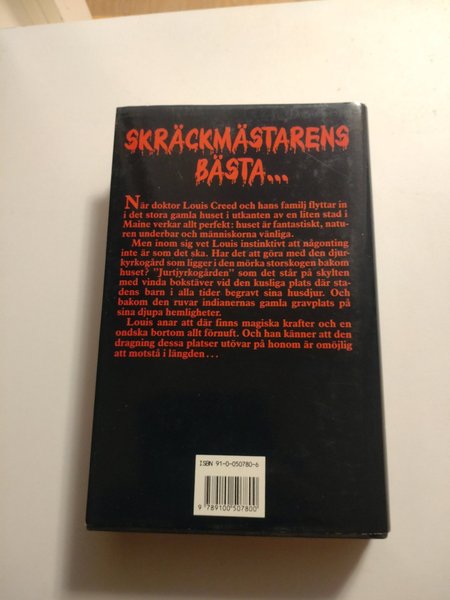 SKRÄCKMÄSTARENS
BÄSTA...
När doktor Louis Creed och hans familj flyttar in
i det stora gamla huset i utkanten av en liten stad i
Maine verkar allt perfekt: huset är fantastiskt, natu-
ren underbar och människorna vänliga.
Men inom sig vet Louis instinktivt att någonting
inte är som det ska. Har det att göra med den djur-
kyrkogård som ligger i den mörka storskogen bakom
huset? "Jurtjyrkogården" som det står på skylten
med vinda bokstäver vid den kusliga plats där sta-
dens barn i alla tider begravt sina husdjur. Och
bakom den ruvar indianernas gamla gravplats på
sina djupa hemligheter.
Louis anar att där finns magiska krafter och en
ondska bortom allt förnuft. Och han känner att den
dragning dessa platser utövar på honom är omöjlig
att motstå i längden...
ISBN 91-0-050780-6
9 789100 507800